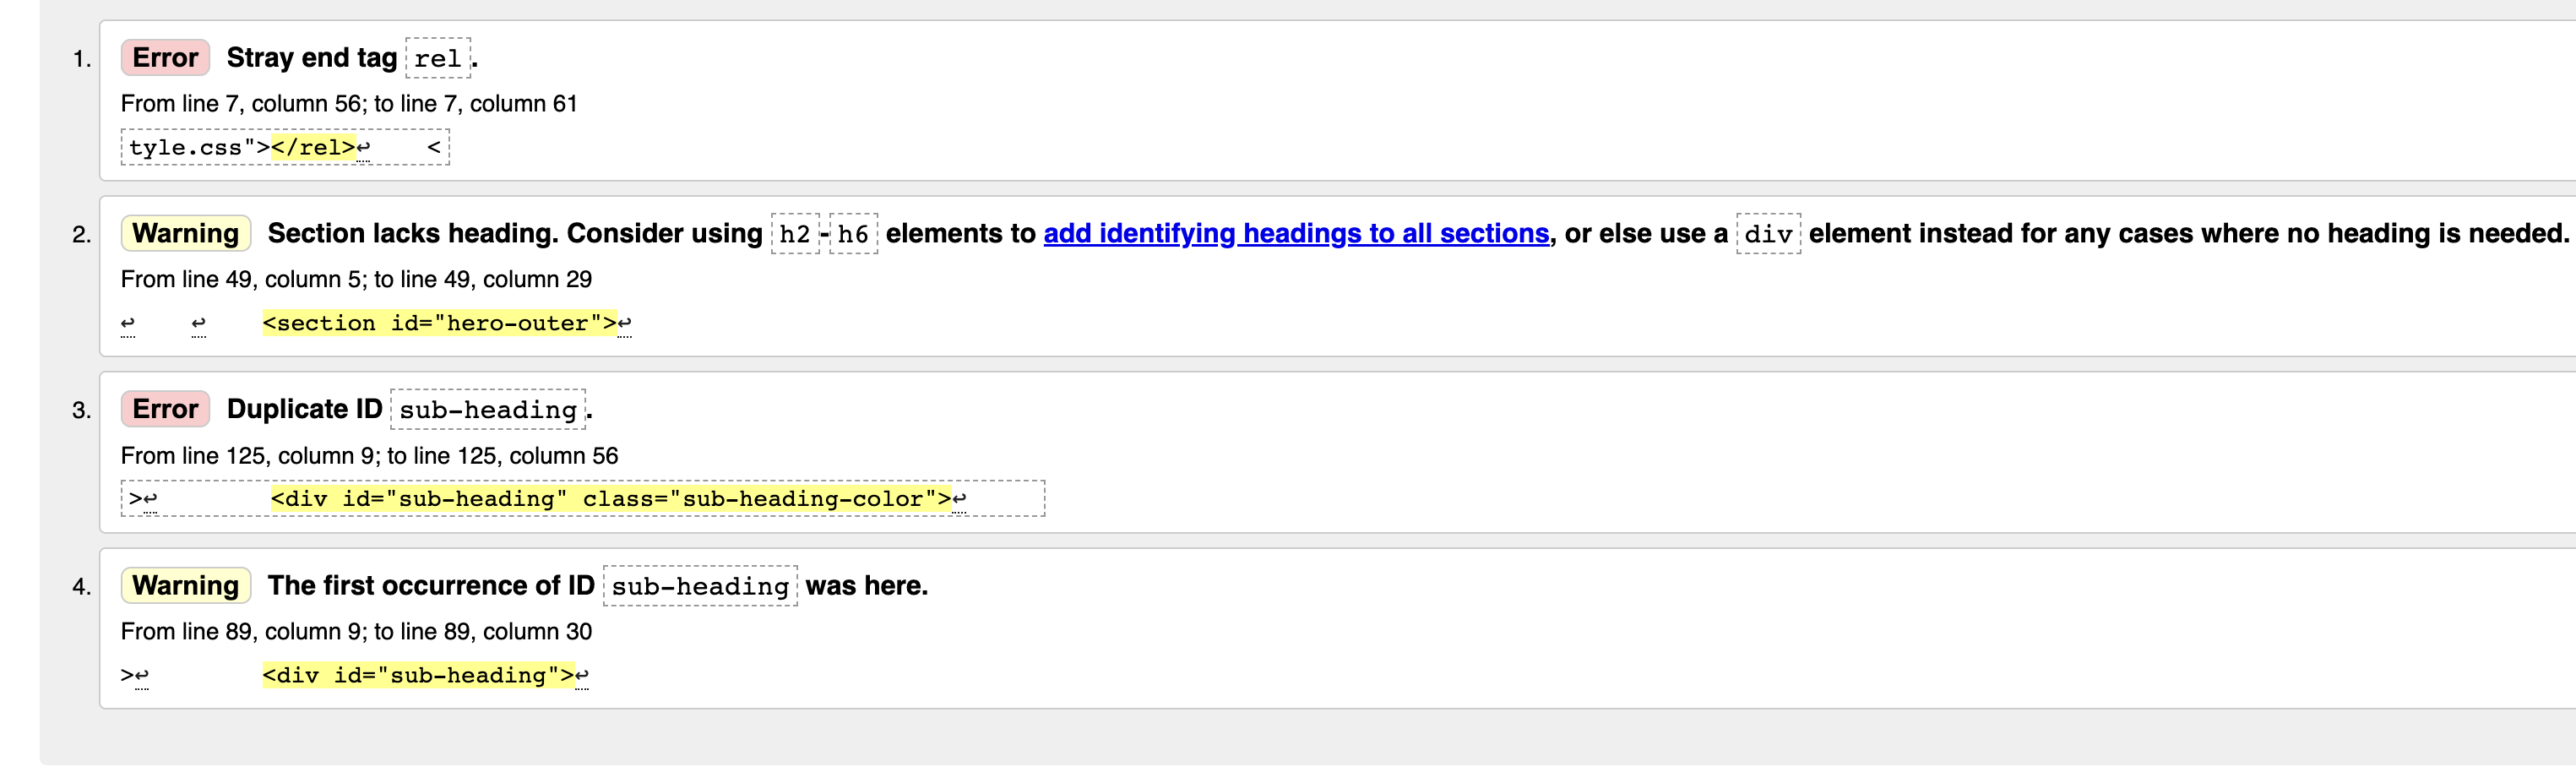 1. Error Stray end tag rel.
From line 7, column 56; to line 7, column 61
tyle.css"></rel>↩    <
2. Warning Section lacks heading. Consider using h2-h6 elements to add identifying headings to all sections, or else use a div element instead for any cases where no heading is needed.
From line 49, column 5; to line 49, column 29
↩    ↩    <section id="hero-outer">↩
3. Error Duplicate ID sub-heading.
From line 125, column 9; to line 125, column 56
>↩        <div id="sub-heading" class="sub-heading-color">↩
4. Warning The first occurrence of ID sub-heading was here.
From line 89, column 9; to line 89, column 30
>↩        <div id="sub-heading">↩